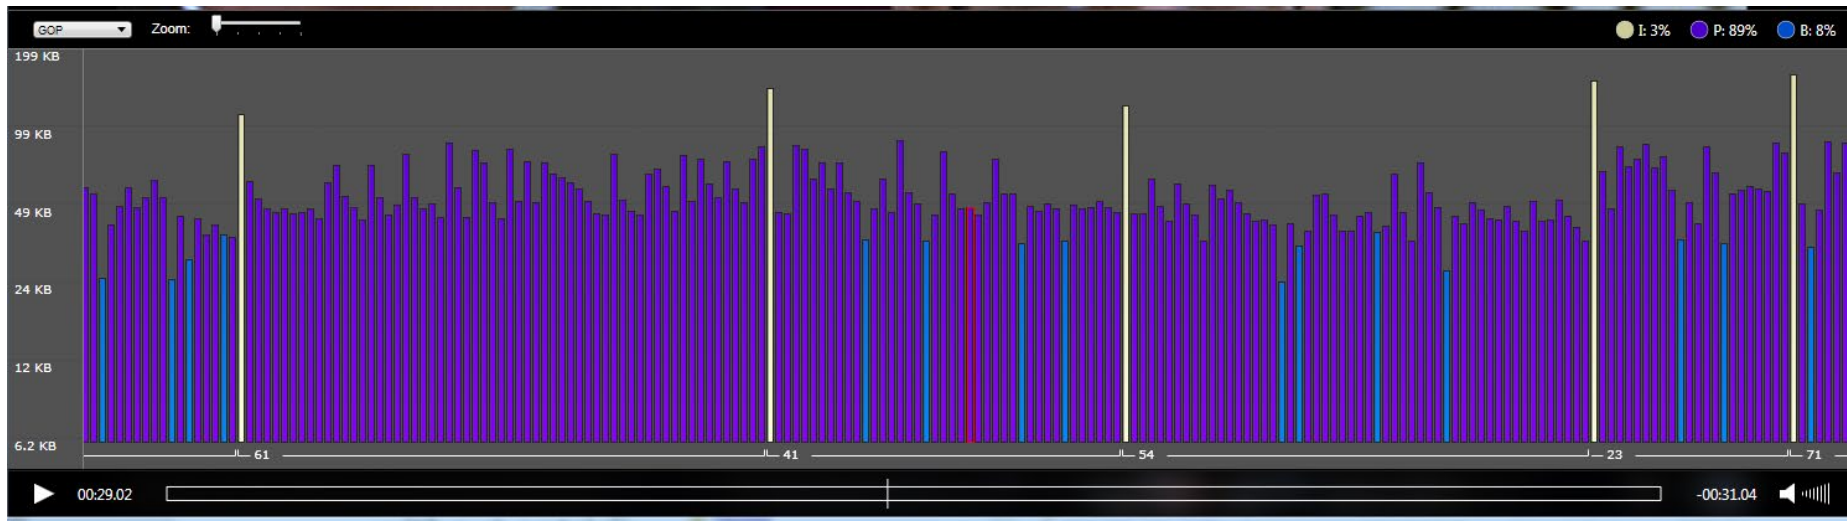 GOP
Zoom:
I: 3%
P: 89%
B: 8%
199 KB
99 KB
49 KB
24 KB
12 KB
6.2 KB
61
41
54
23
71
00:29.02
-00:31.04